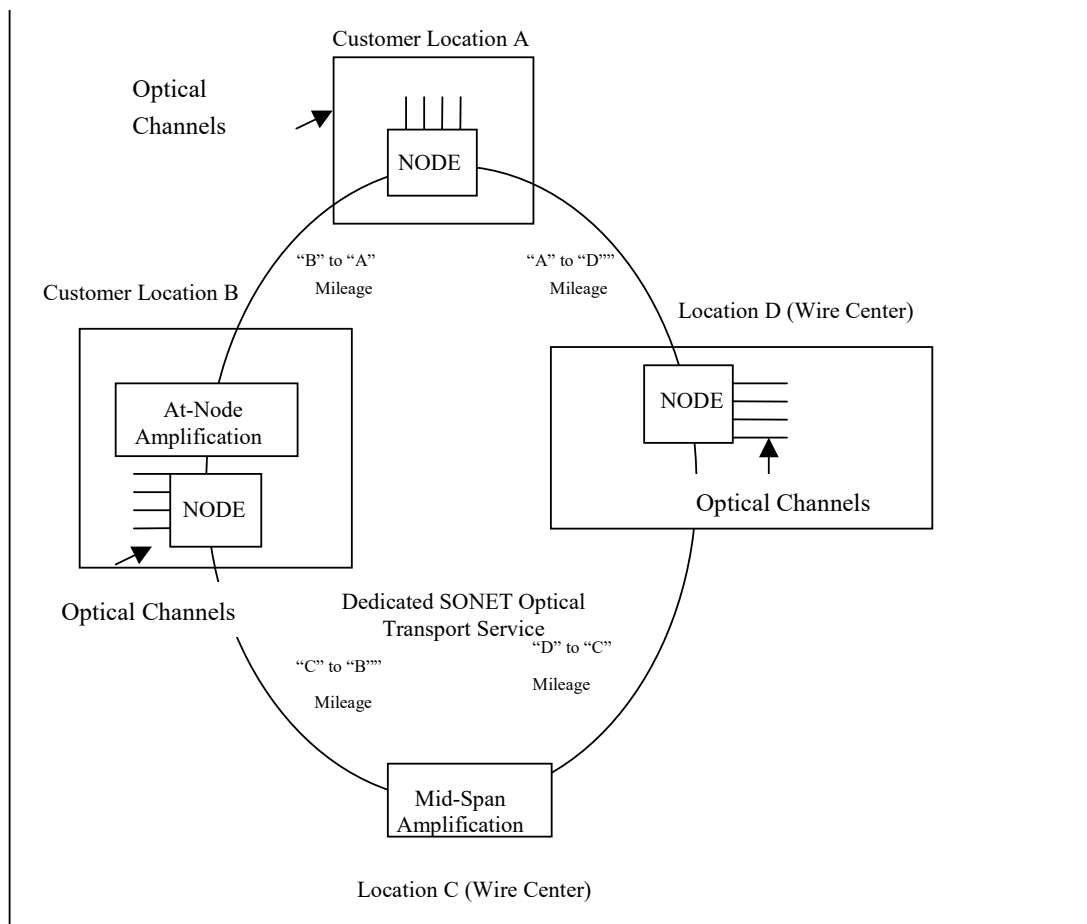 Customer Location A
Optical
Channels
NODE
“B” to “A”
Mileage
“A” to “D””
Mileage
Customer Location B
Location D (Wire Center)
At-Node
Amplification
NODE
NODE
Optical Channels
Optical Channels
Dedicated SONET Optical
Transport Service
“D” to “C”
Mileage
“C” to “B””
Mileage
Mid-Span
Amplification
Location C (Wire Center)